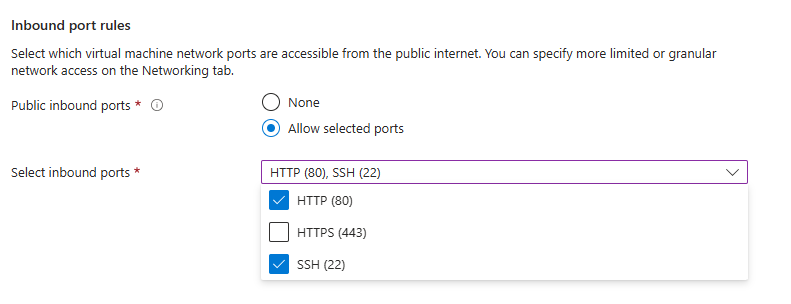 Inbound port rules
Select which virtual machine network ports are accessible from the public internet. You can specify more limited or granular
network access on the Networking tab.
Public inbound ports *
None
Allow selected ports
Select inbound ports *
HTTP (80), SSH (22)
HTTP (80)
HTTPS (443)
SSH (22)